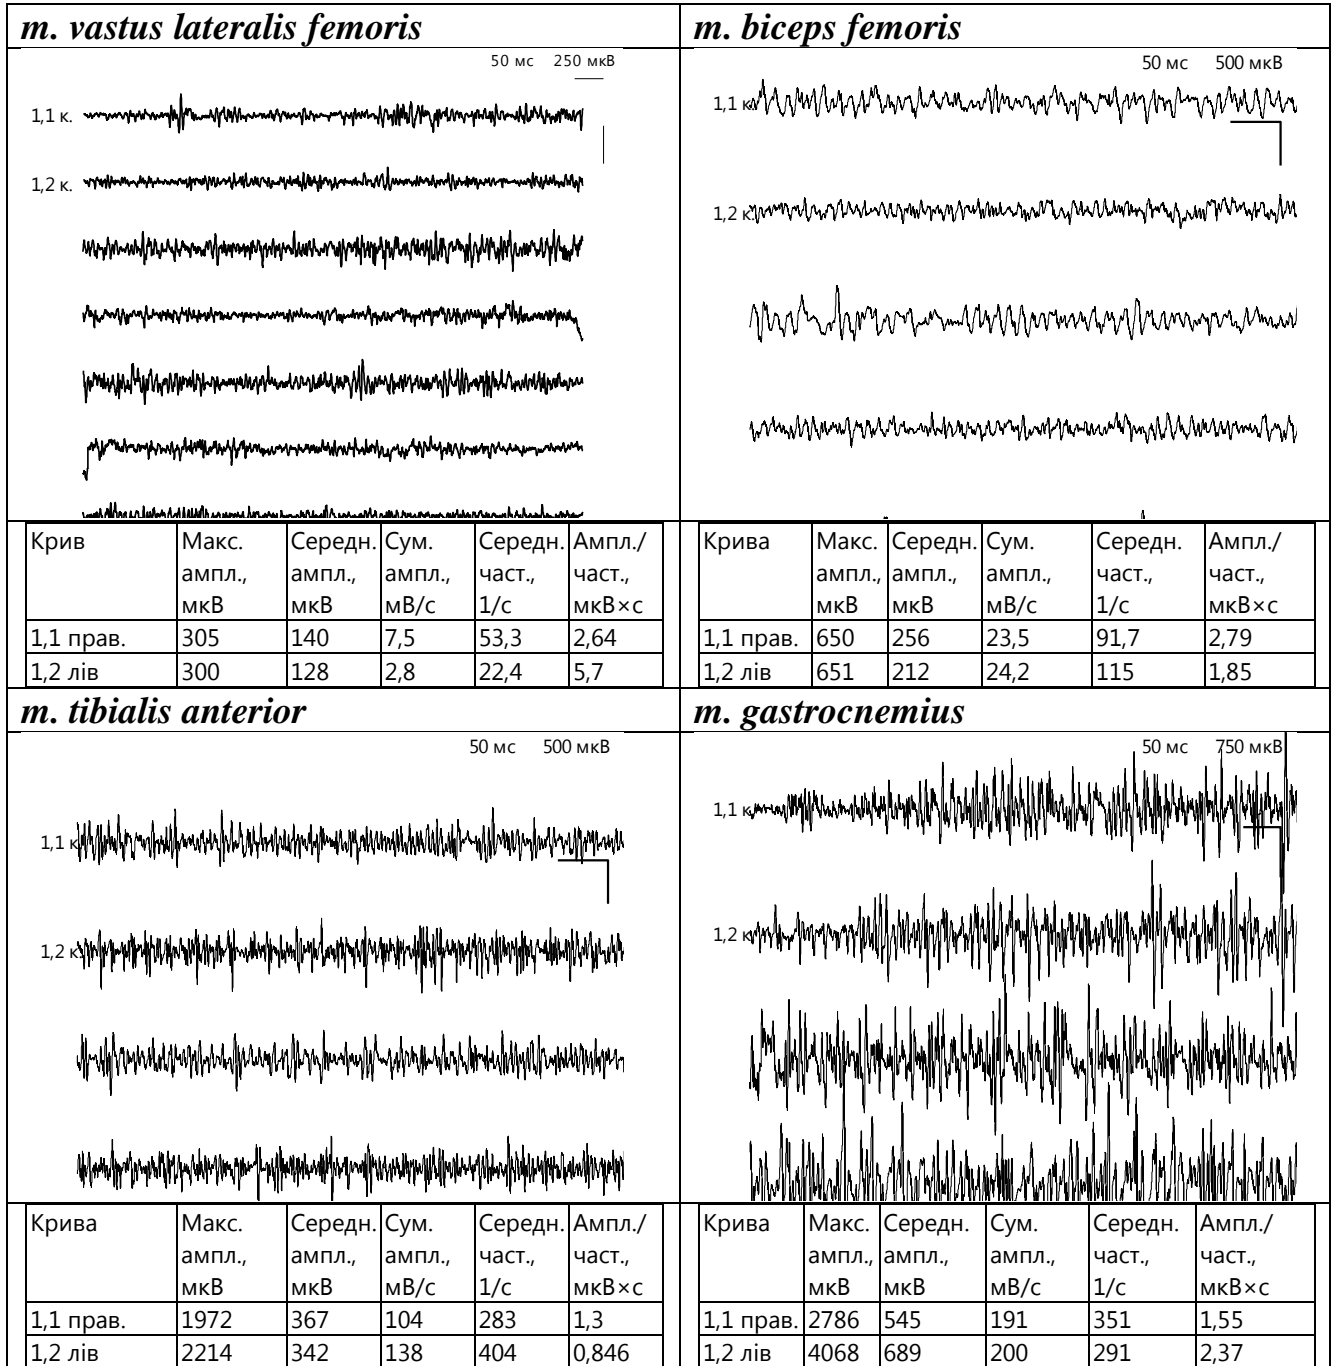 m. vastus lateralis femoris
50 мс 250 мкВ
1,1 к.
1,2 к.
Крив Макс. ампл., мкВ Середн. ампл., мкВ Сум. ампл., мВ/с Середн. част., 1/с Ампл./ част., мкВ×с
1,1 прав. 305 140 7,5 53,3 2,64
1,2 лів 300 128 2,8 22,4 5,7
m. biceps femoris
50 мс 500 мкВ
1,1 к.
1,2 к.
Крива Макс. ампл., мкВ Середн. ампл., мкВ Сум. ампл., мВ/с Середн. част., 1/с Ампл./ част., мкВ×с
1,1 прав. 650 256 23,5 91,7 2,79
1,2 лів 651 212 24,2 115 1,85
m. tibialis anterior
50 мс 500 мкВ
1,1 к.
1,2 к.
Крива Макс. ампл., мкВ Середн. ампл., мкВ Сум. ампл., мВ/с Середн. част., 1/с Ампл./ част., мкВ×с
1,1 прав. 1972 367 104 283 1,3
1,2 лів 2214 342 138 404 0,846
m. gastrocnemius
50 мс 750 мкВ
1,1 к.
1,2 к.
Крива Макс. ампл., мкВ Середн. ампл., мкВ Сум. ампл., мВ/с Середн. част., 1/с Ампл./ част., мкВ×с
1,1 прав. 2786 545 191 351 1,55
1,2 лів 4068 689 200 291 2,37